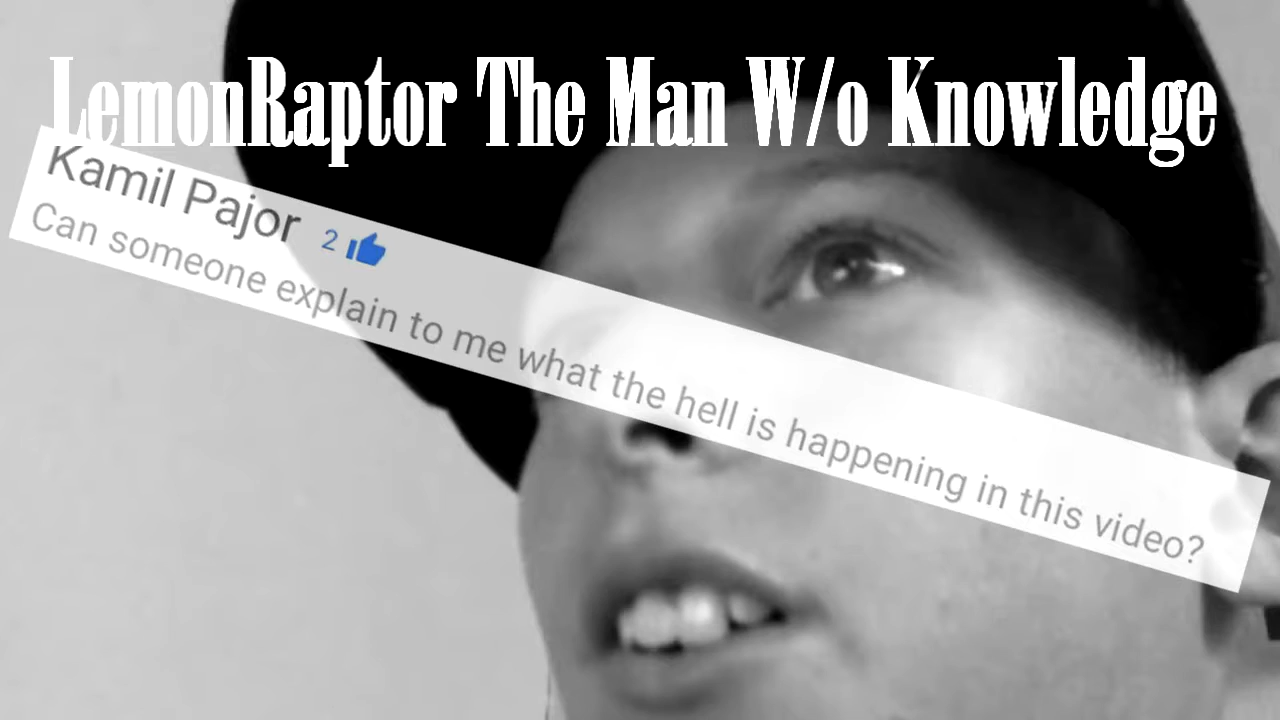 LemonRaptor The Man W/o Knowledge
Kamil Pajor 2
Can someone explain to me what the hell is happening in this video?